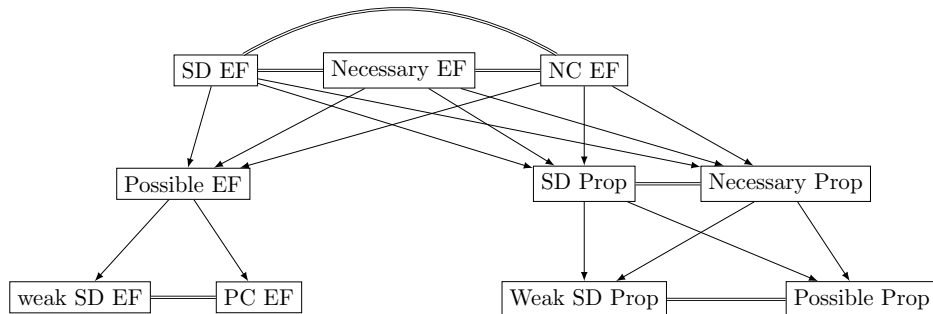 SD EF
Necessary EF
NC EF
Possible EF
SD Prop
Necessary Prop
weak SD EF
PC EF
Weak SD Prop
Possible Prop